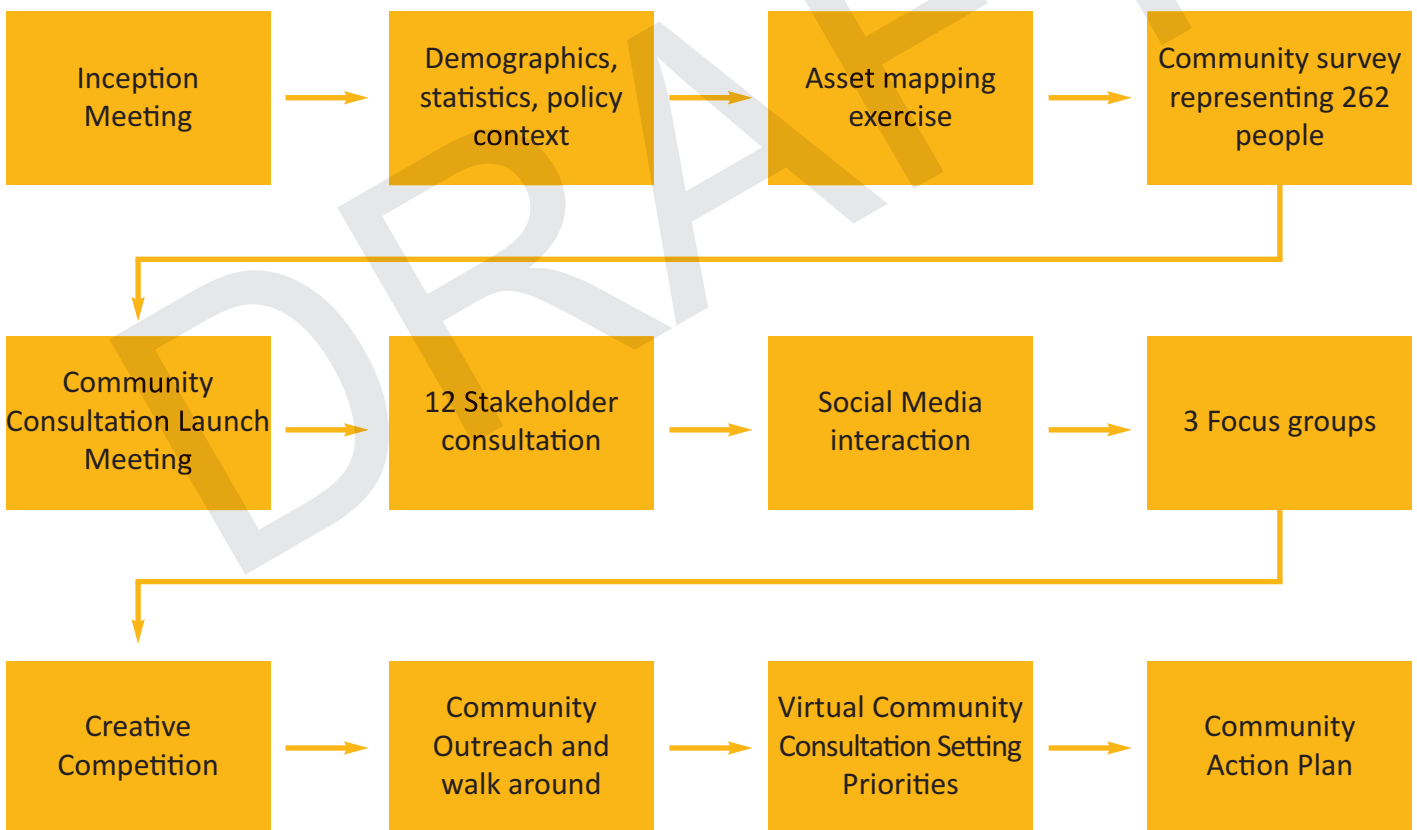 Inception
Meeting
Demographics,
statistics, policy
context
Asset mapping
exercise
Community survey
representing 262
people
Community
Consultation Launch
Meeting
12 Stakeholder
consultation
Social Media
interaction
3 Focus groups
Creative
Competition
Community
Outreach and
walk around
Virtual Community
Consultation Setting
Priorities
Community
Action Plan
DRAF